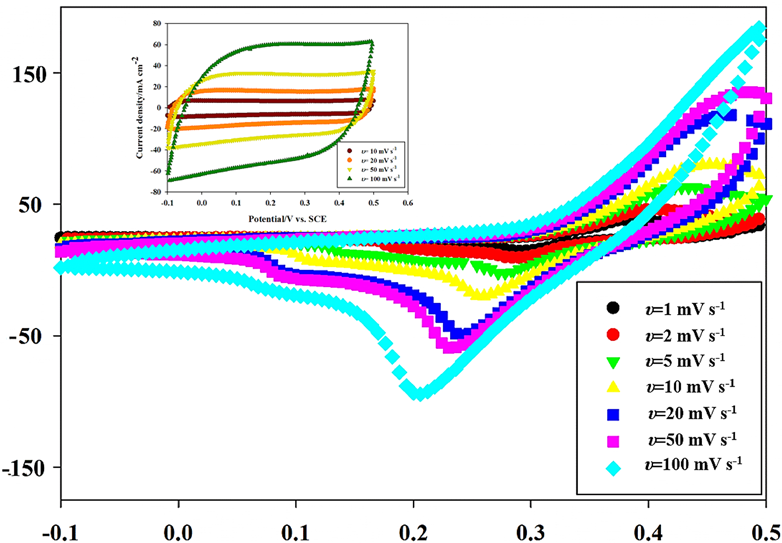 80
60
40
20
0
-20
-40
-60
-80
Current density/mA cm-2
-0.1 0.0 0.1 0.2 0.3 0.4 0.5 0.6
Potential/V vs. SCE
υ= 10 mV s-1
υ= 20 mV s-1
υ= 50 mV s-1
υ= 100 mV s-1
150
50
-50
-150
υ=1 mV s-1
υ=2 mV s-1
υ=5 mV s-1
υ=10 mV s-1
υ=20 mV s-1
υ=50 mV s-1
υ=100 mV s-1
-0.1 0.0 0.1 0.2 0.3 0.4 0.5